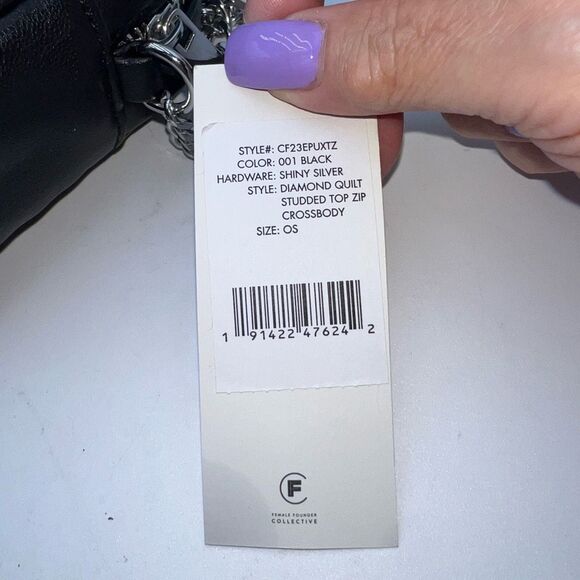 STYLE#: CF23EPUXTZ
COLOR: 001 BLACK
HARDWARE: SHINY SILVER
STYLE: DIAMOND QUILT
STUDDED TOP ZIP
CROSSBODY
SIZE: OS
1 91422 47624 2
F
FEMALE FOUNDER
COLLECTIVE